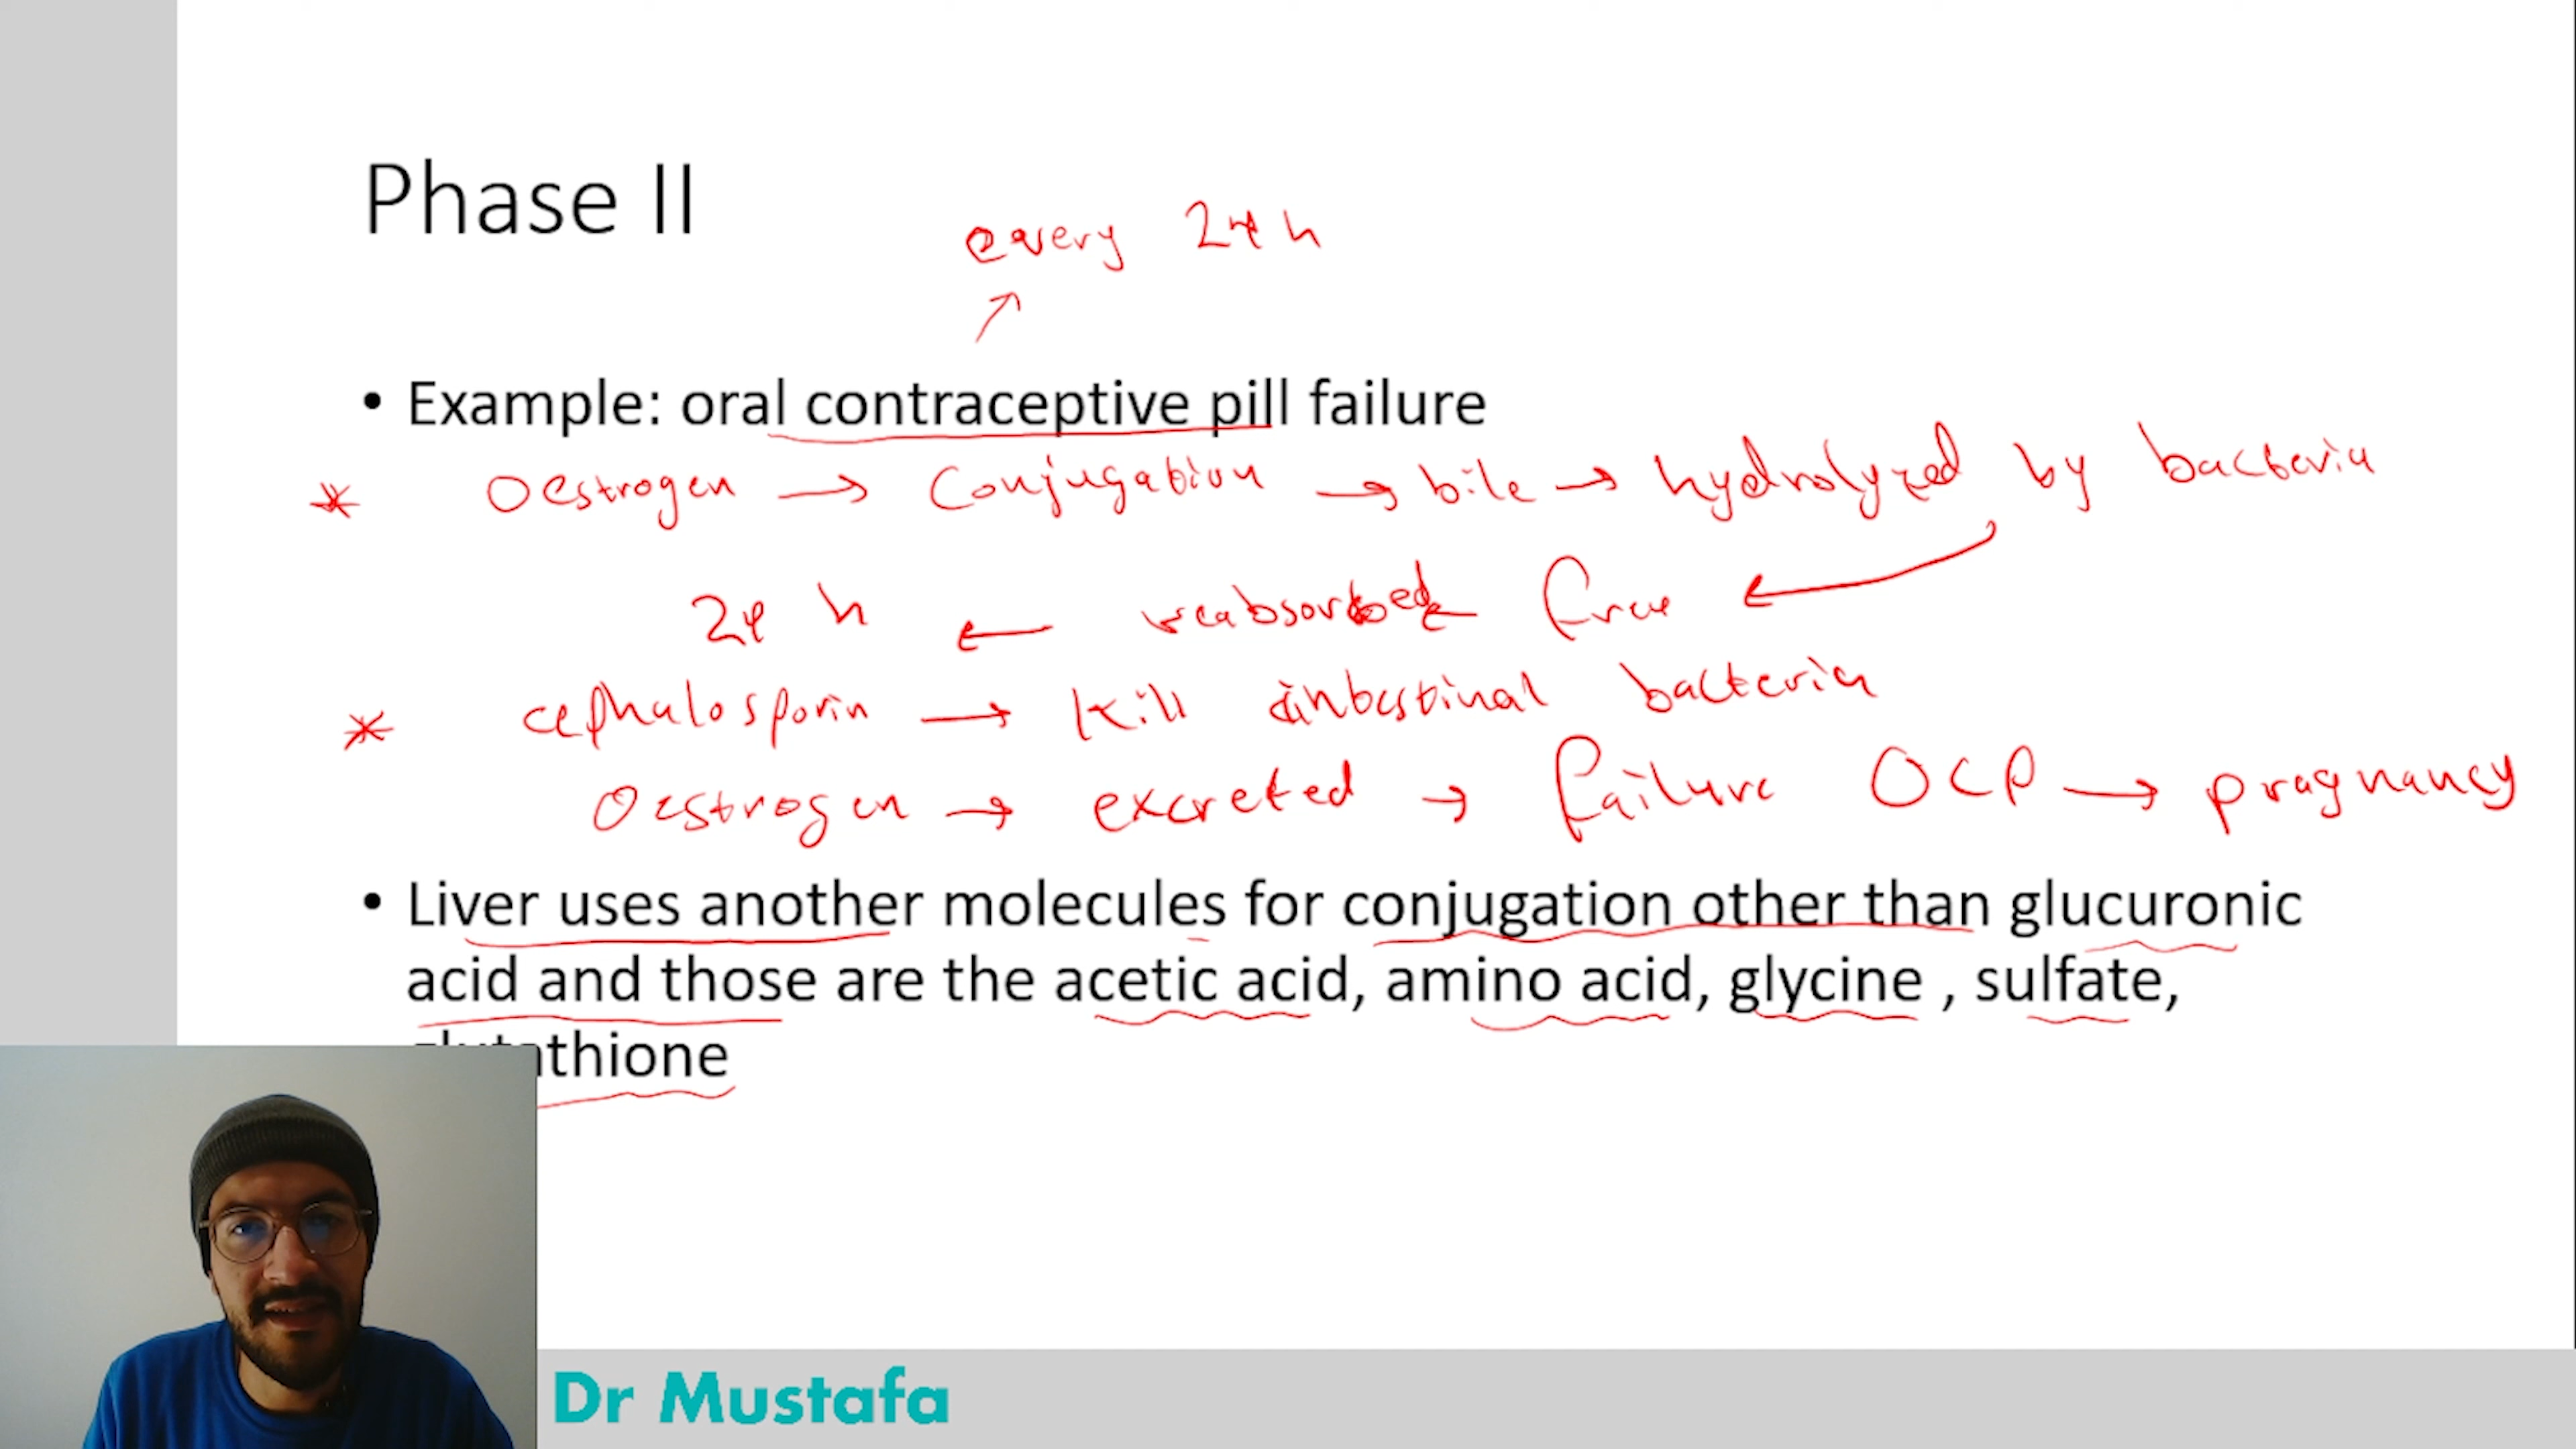 Phase II
every 24 h
• Example: oral contraceptive pill failure
* Oestrogen → Conjugation → bile → hydrolyzed by bacteria
24 h ← reabsorbed ← free ←
* cephalosporin → Kill intestinal bacteria
Oestrogen → excreted → failure OCP → pregnancy
• Liver uses another molecules for conjugation other than glucuronic
acid and those are the acetic acid, amino acid, glycine , sulfate,
glutathione
Dr Mustafa